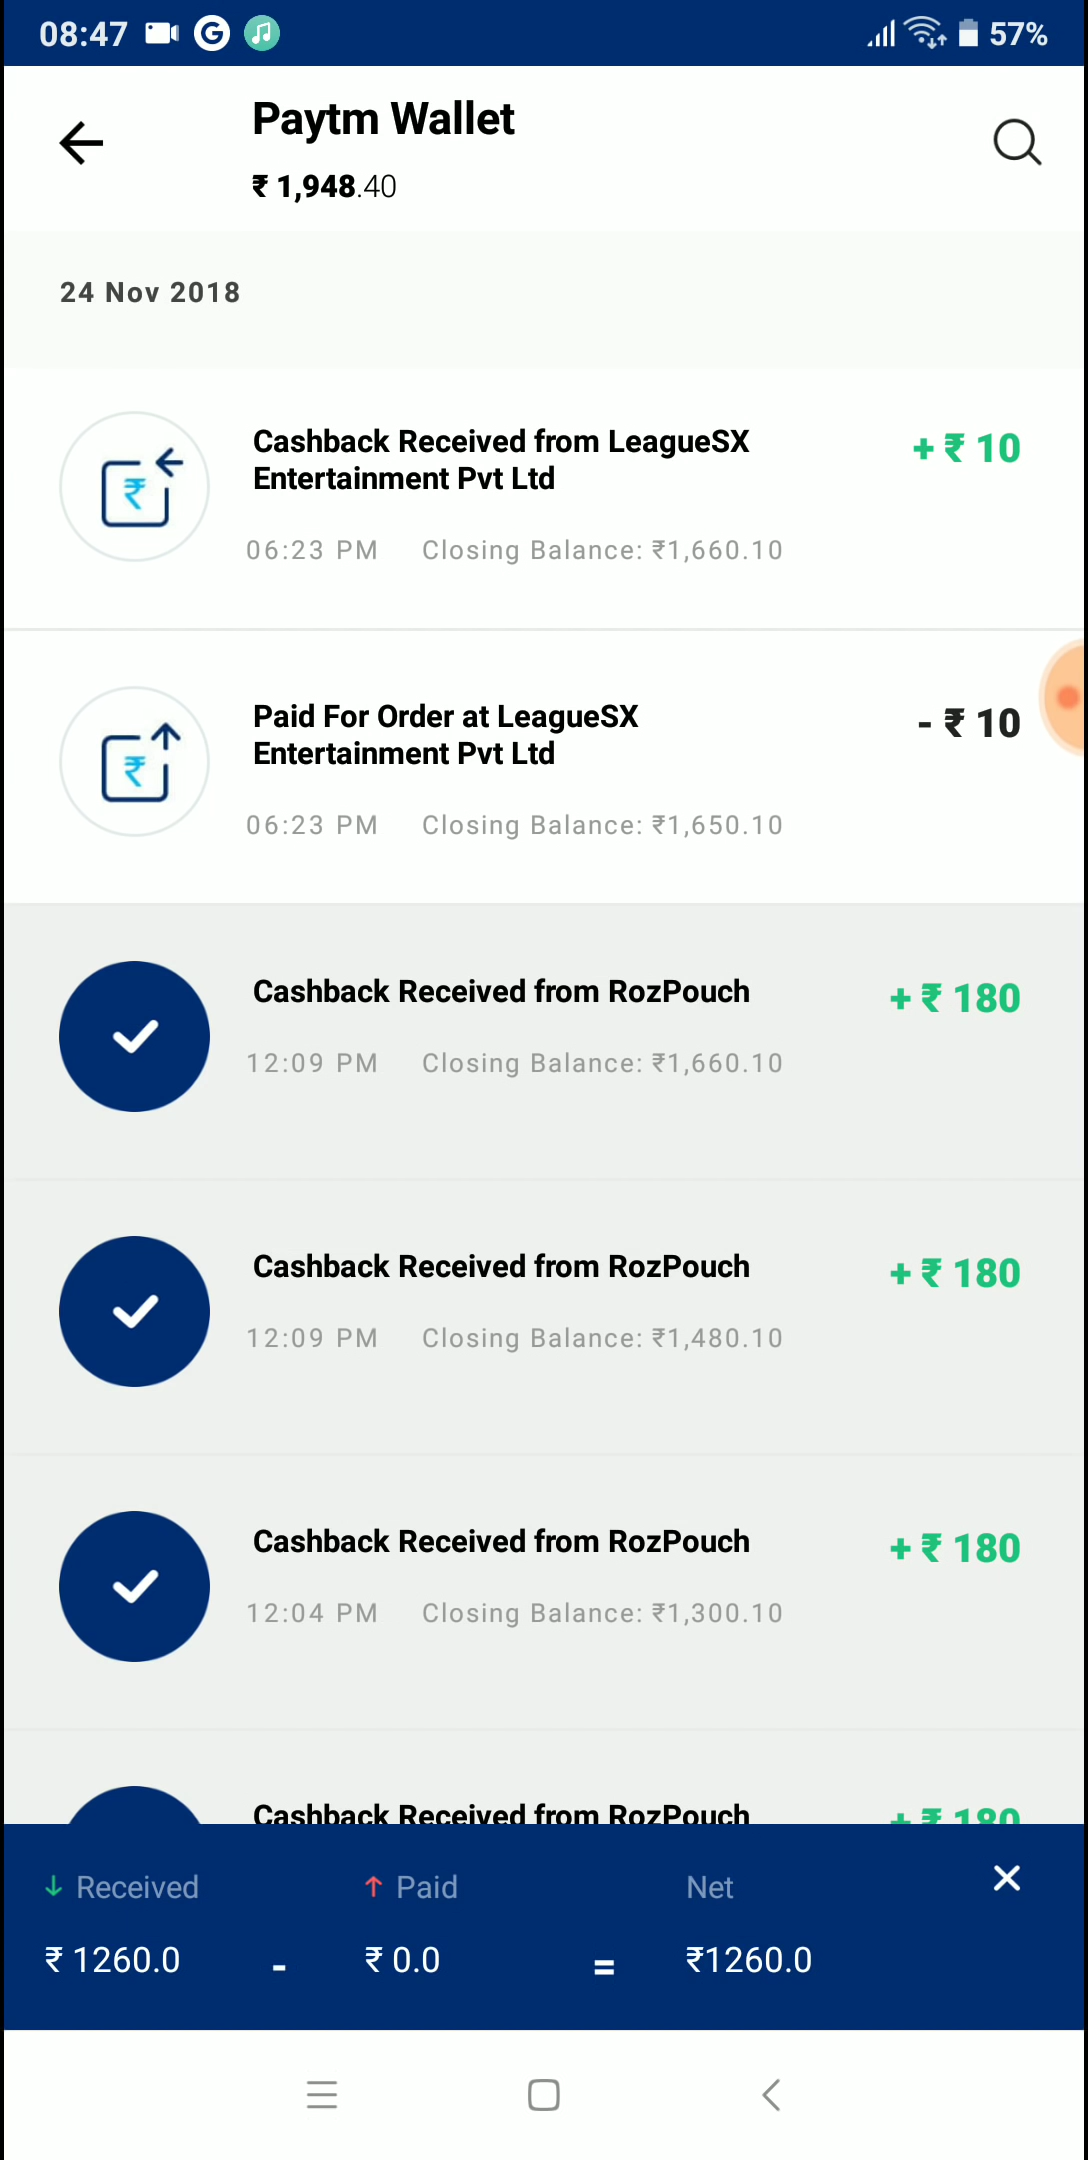 08:47 G 57%
Paytm Wallet
₹ 1,948.40
24 Nov 2018
Cashback Received from LeagueSX
Entertainment Pvt Ltd
+ ₹ 10
06:23 PM Closing Balance: ₹1,660.10
Paid For Order at LeagueSX
Entertainment Pvt Ltd
- ₹ 10
06:23 PM Closing Balance: ₹1,650.10
Cashback Received from RozPouch
+ ₹ 180
12:09 PM Closing Balance: ₹1,660.10
Cashback Received from RozPouch
+ ₹ 180
12:09 PM Closing Balance: ₹1,480.10
Cashback Received from RozPouch
+ ₹ 180
12:04 PM Closing Balance: ₹1,300.10
Cashback Received from RozPouch
+ ₹ 180
Received Paid Net
₹ 1260.0 - ₹ 0.0 = ₹1260.0